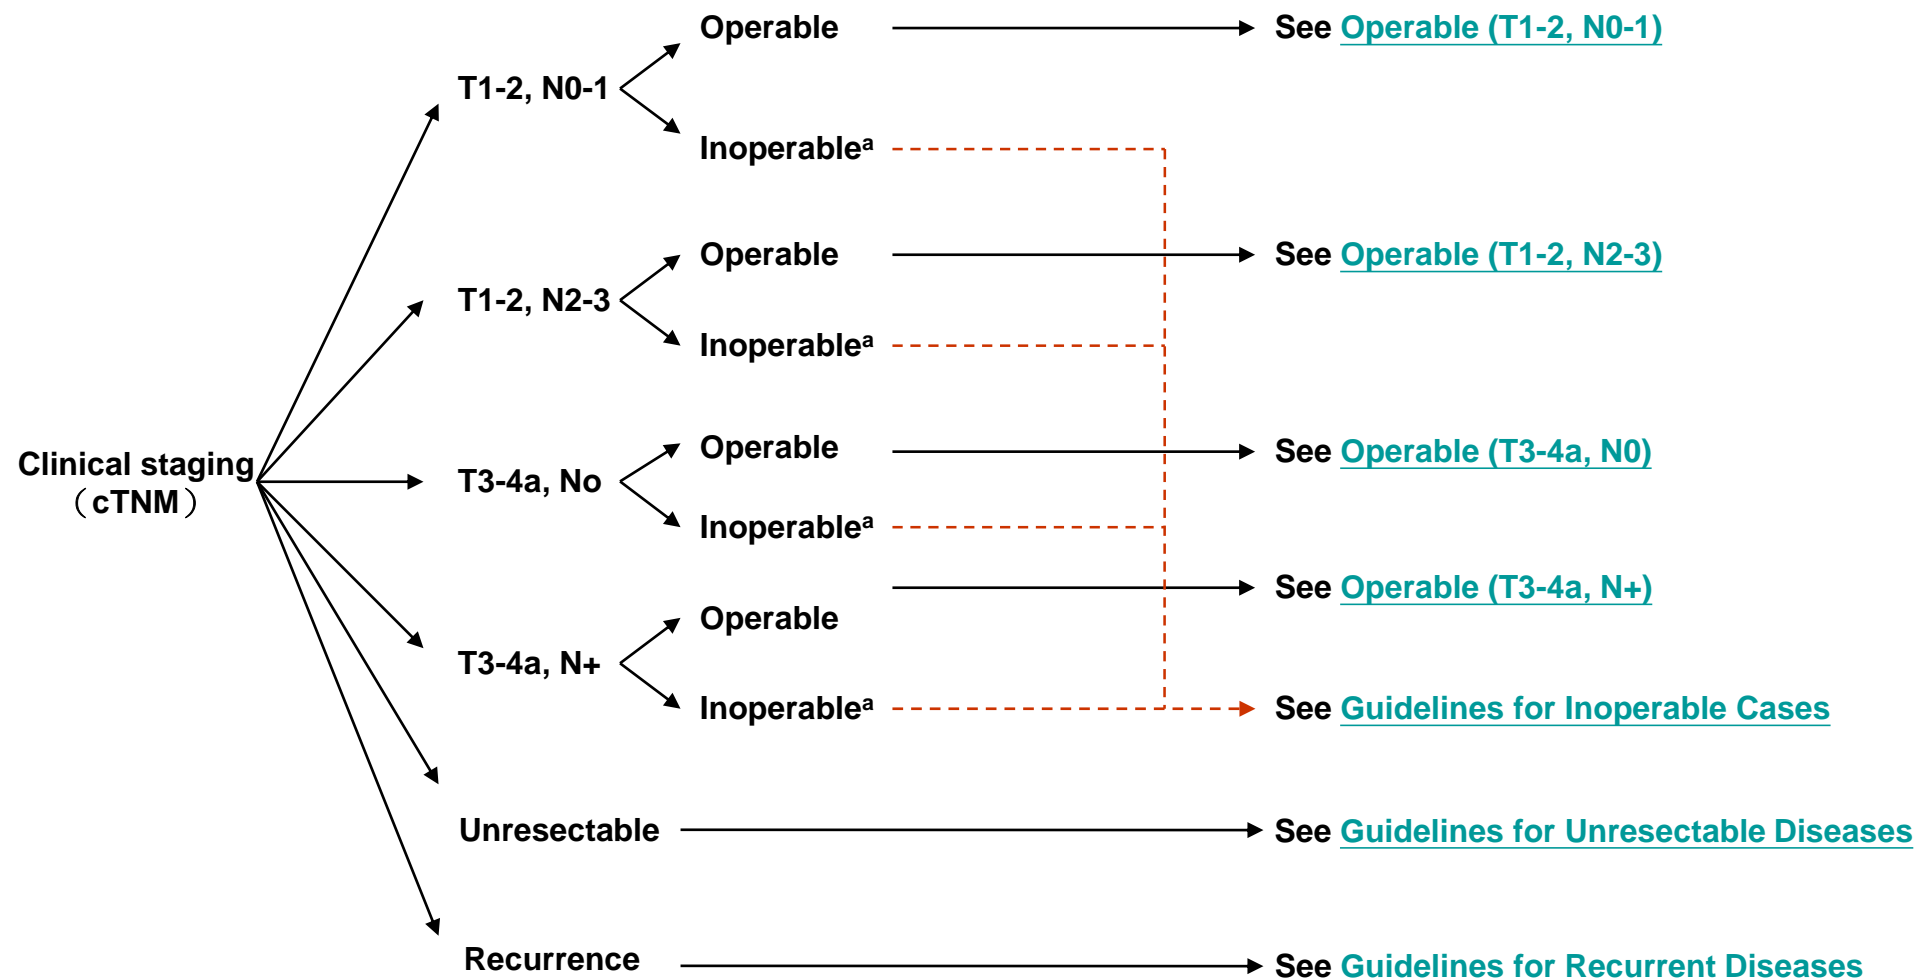 Operable
See Operable (T1-2, N0-1)
T1-2, N0-1
Inoperableᵃ
Operable
See Operable (T1-2, N2-3)
T1-2, N2-3
Inoperableᵃ
Operable
See Operable (T3-4a, N0)
Clinical staging
（cTNM）
T3-4a, No
Inoperableᵃ
See Operable (T3-4a, N+)
Operable
T3-4a, N+
Inoperableᵃ
See Guidelines for Inoperable Cases
Unresectable
See Guidelines for Unresectable Diseases
Recurrence
See Guidelines for Recurrent Diseases